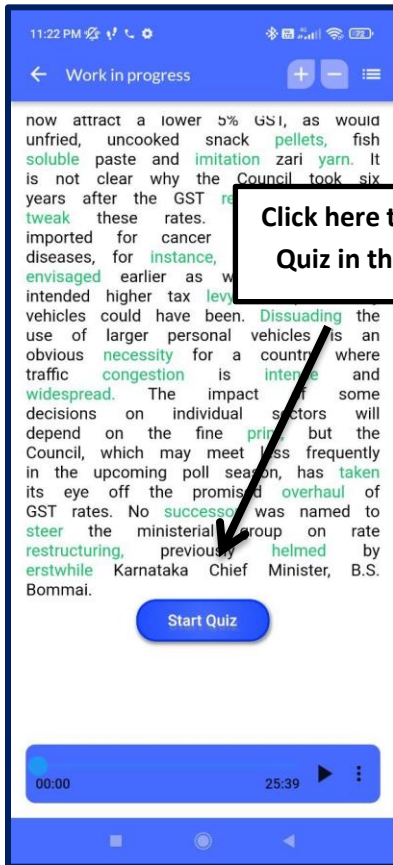 11:22 PM
72
Work in progress
now attract a lower 5% GST, as would
unfried, uncooked snack pellets, fish
soluble paste and imitation zari yarn. It
is not clear why the Council took six
years after the GST
tweak these rates.
imported for cancer
diseases, for instance,
envisaged earlier as
intended higher tax levy
vehicles could have been. Dissuading the
use of larger personal vehicles is an
obvious necessity for a country where
traffic congestion is intense and
widespread. The impact of some
decisions on individual sectors will
depend on the fine print, but the
Council, which may meet less frequently
in the upcoming poll season, has taken
its eye off the promised overhaul of
GST rates. No successor was named to
steer the ministerial group on rate
restructuring, previously helmed by
erstwhile Karnataka Chief Minister, B.S.
Bommai.
Click here
Quiz in
Start Quiz
00:00 25:39